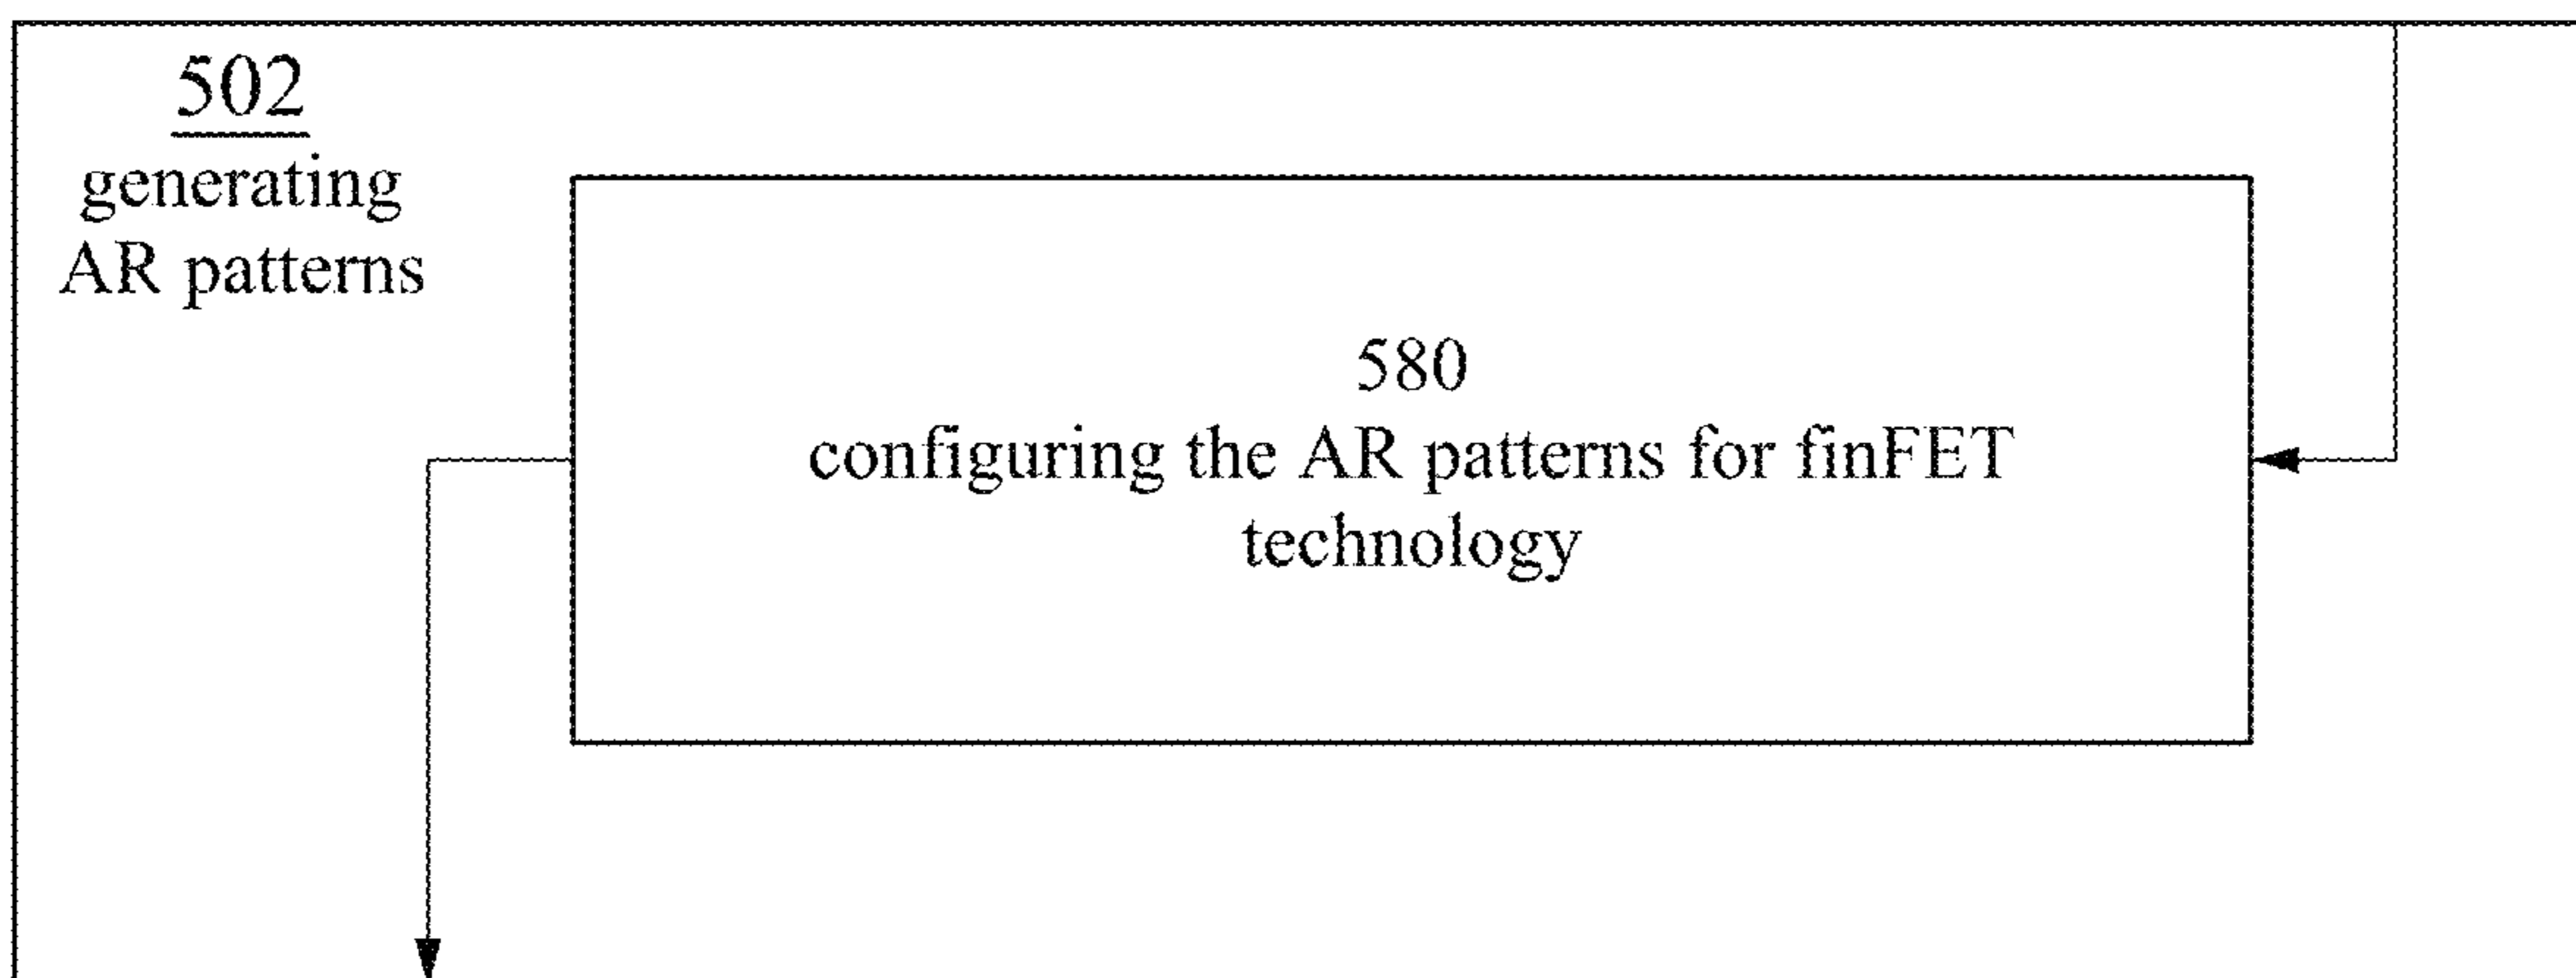 502
generating
AR patterns
580
configuring the AR patterns for finFET
technology